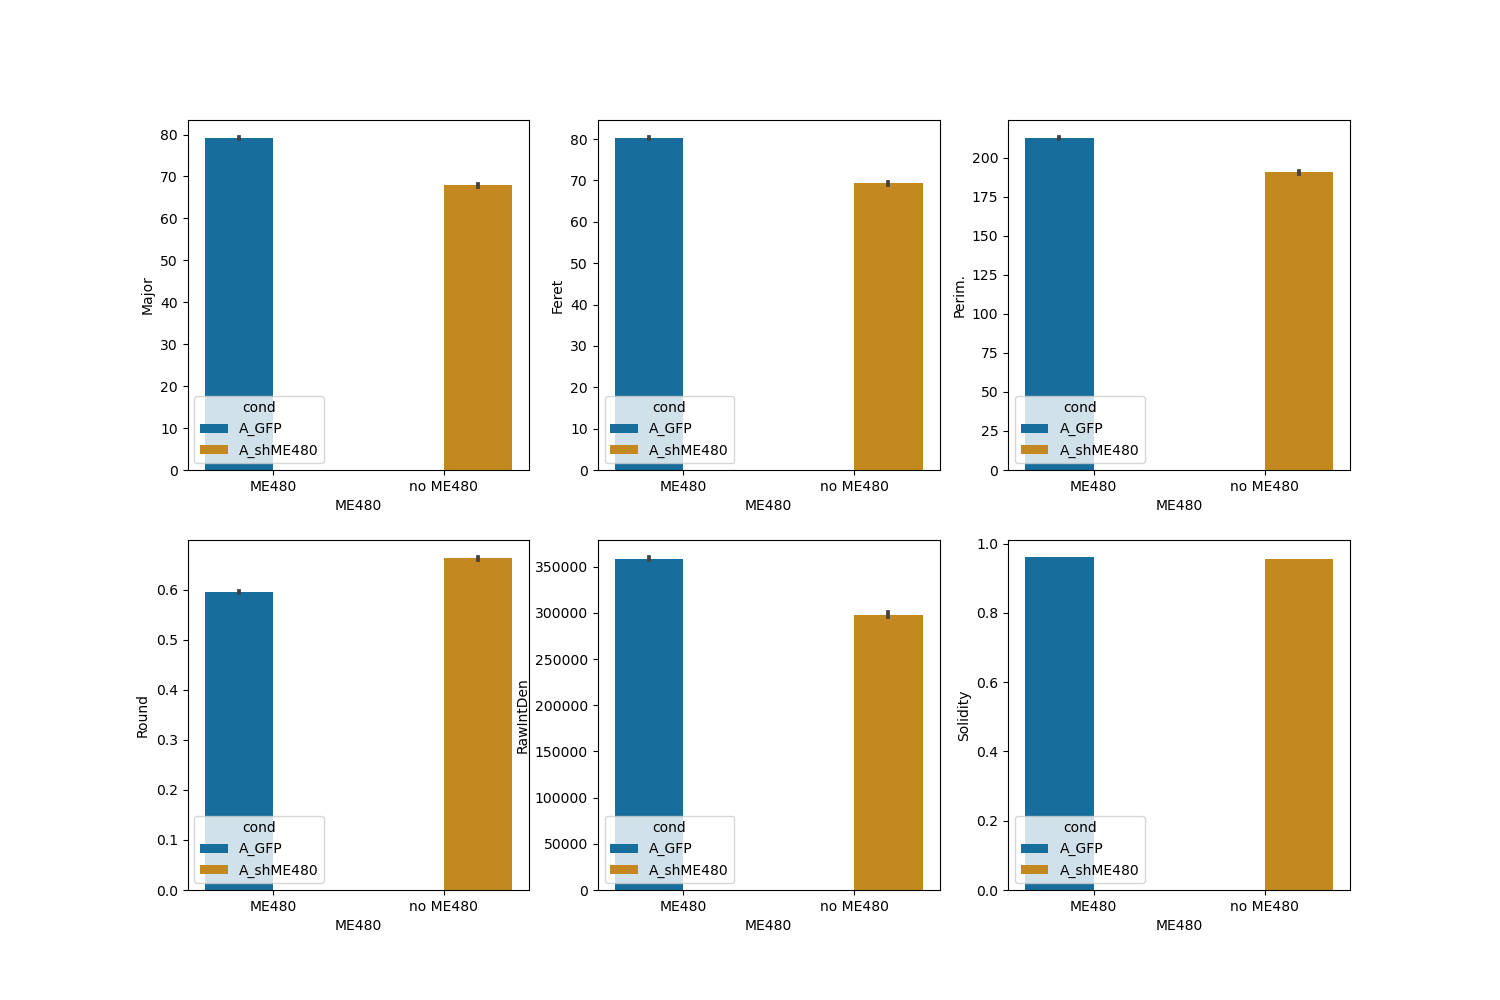 80
70
60
50
40
30
20
10
0
Major
cond
A_GFP
A_shME480
ME480 no ME480
ME480
80
70
60
50
40
30
20
10
0
Feret
cond
A_GFP
A_shME480
ME480 no ME480
ME480
200
175
150
125
100
75
50
25
0
Perim.
cond
A_GFP
A_shME480
ME480 no ME480
ME480
0.6
0.5
0.4
0.3
0.2
0.1
0.0
Round
cond
A_GFP
A_shME480
ME480 no ME480
ME480
350000
300000
250000
200000
150000
100000
50000
0
RawIntDen
cond
A_GFP
A_shME480
ME480 no ME480
ME480
1.0
0.8
0.6
0.4
0.2
0.0
Solidity
cond
A_GFP
A_shME480
ME480 no ME480
ME480